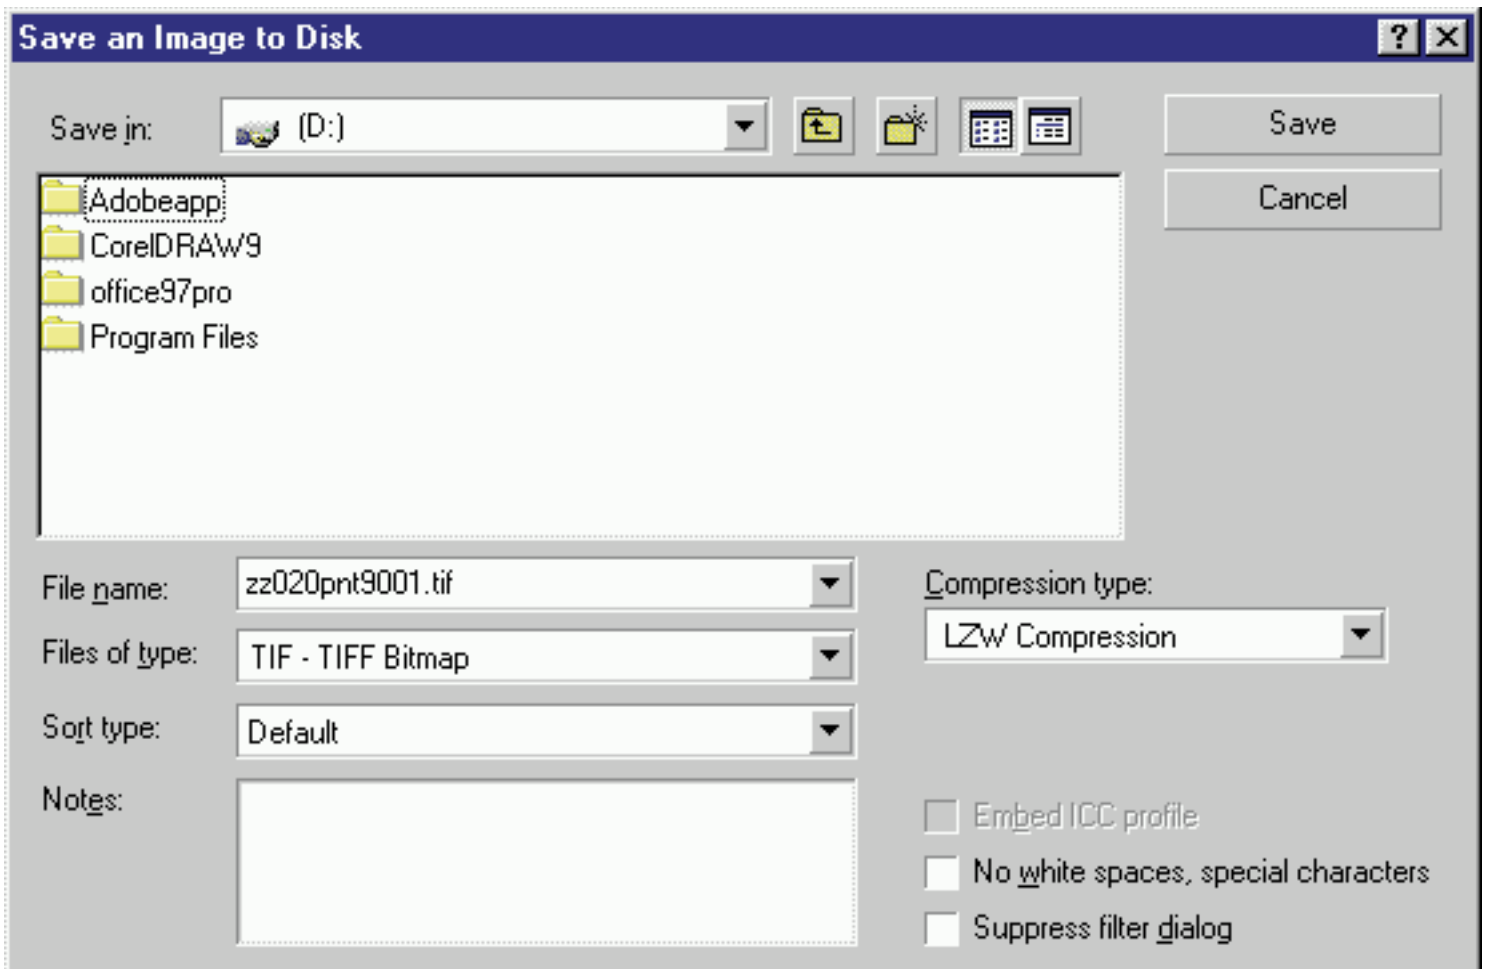 Save an Image to Disk
Save in: (D:) Save
Cancel
Adobeapp
CorelDRAW9
office97pro
Program Files
File name: zz020pnt9001.tif
Compression type:
LZW Compression
Files of type: TIF - TIFF Bitmap
Sort type: Default
Notes:
Embed ICC profile
No white spaces, special characters
Suppress filter dialog